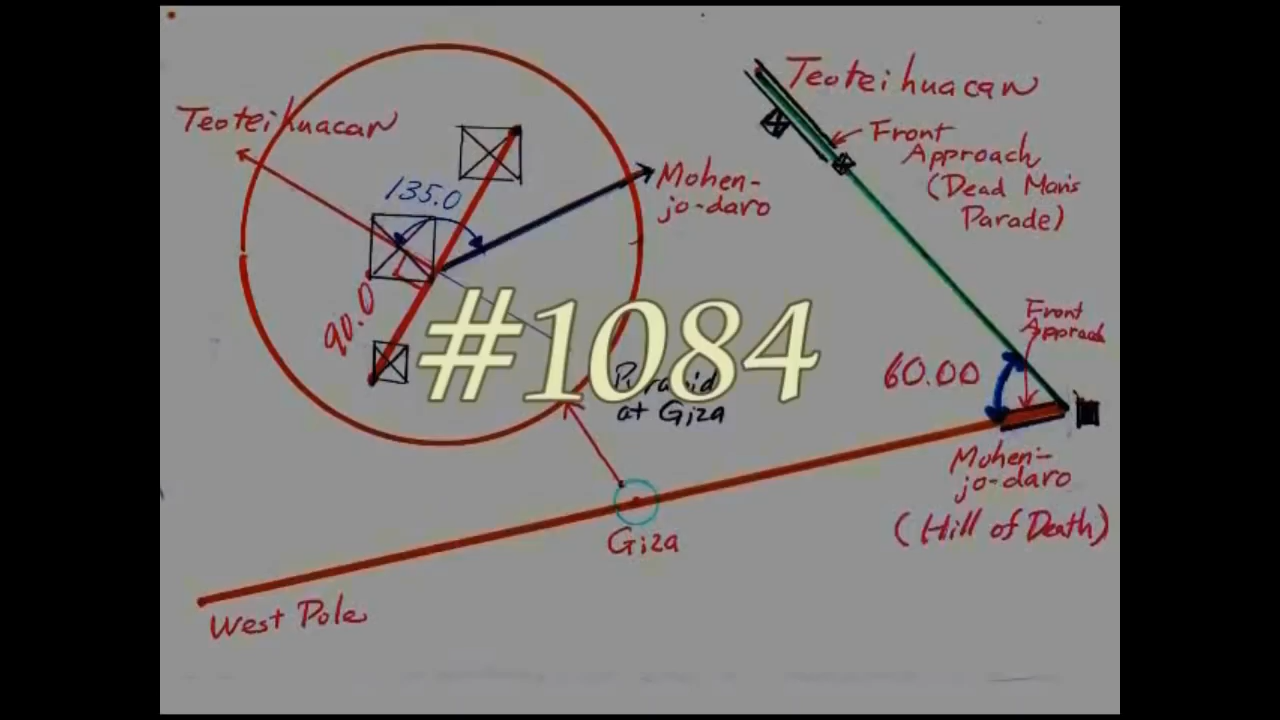 Teoteihuacan
135.0
Mohen-
jo-daro
90.0
Teoteihuacan
Front
Approach
(Dead Man's
Parade)
#1084
Pyramid
at Giza
Front
Approach
60.00
Mohen-
jo-daro
(Hill of Death)
Giza
West Pole